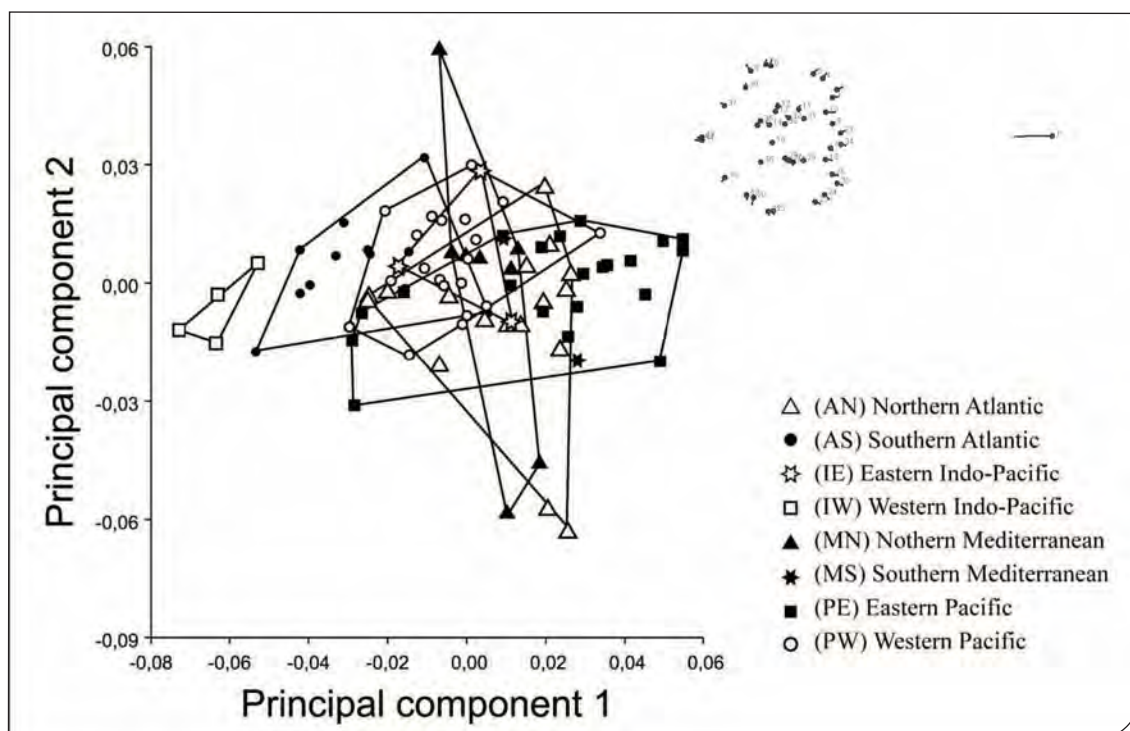 0,06
0,03
0,00
-0,03
-0,06
-0,09
Principal component 2
-0,08
-0,06
-0,04
-0,02
0,00
0,02
0,04
0,06
Principal component 1
(AN) Northern Atlantic
(AS) Southern Atlantic
(IE) Eastern Indo-Pacific
(IW) Western Indo-Pacific
(MN) Nothern Mediterranean
(MS) Southern Mediterranean
(PE) Eastern Pacific
(PW) Western Pacific